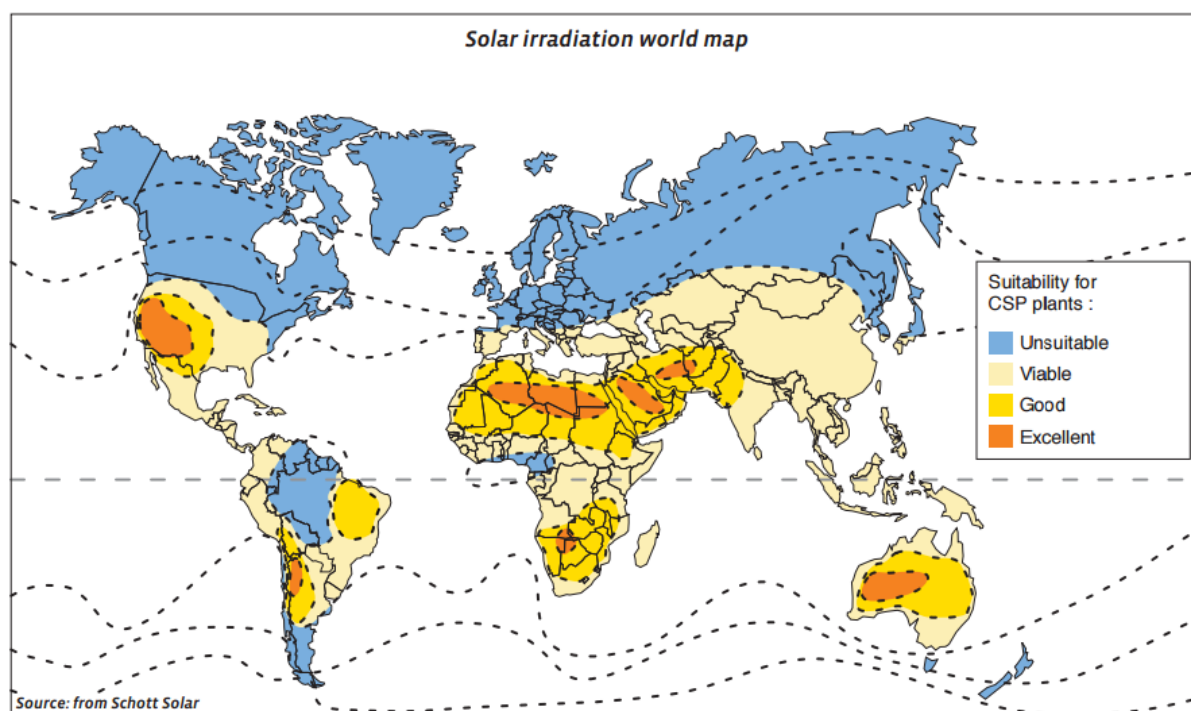 Solar irradiation world map
Suitability for
CSP plants :
Unsuitable
Viable
Good
Excellent
Source: from Schott Solar